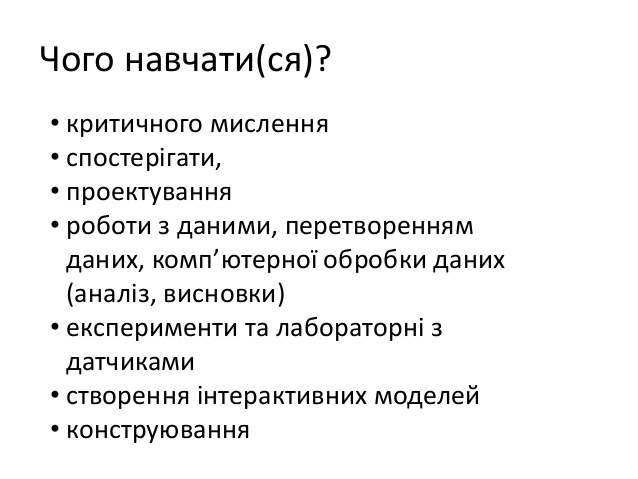 Чого навчати(ся)?
• критичного мислення
• спостерігати,
• проектування
• роботи з даними, перетворенням
даних, комп’ютерної обробки даних
(аналіз, висновки)
• експерименти та лабораторні з
датчиками
• створення інтерактивних моделей
• конструювання